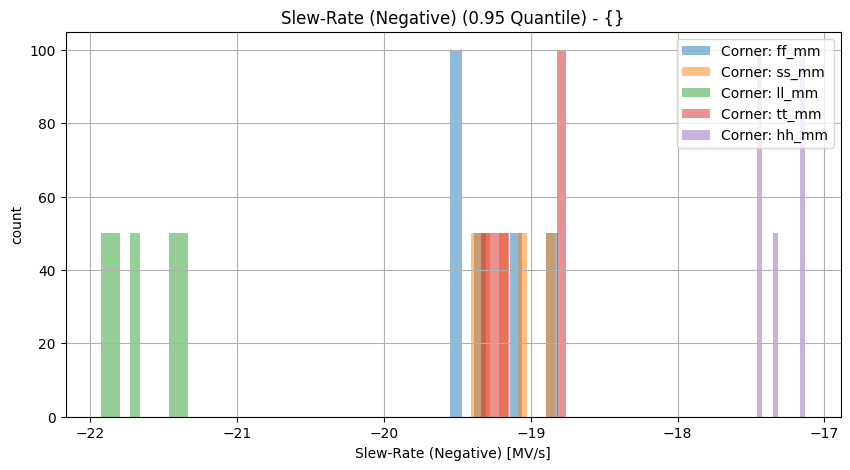 Slew-Rate (Negative) (0.95 Quantile) - {}
Corner: ff_mm
Corner: ss_mm
Corner: ll_mm
Corner: tt_mm
Corner: hh_mm
count
100
80
60
40
20
0
−22 −21 −20 −19 −18 −17
Slew-Rate (Negative) [MV/s]